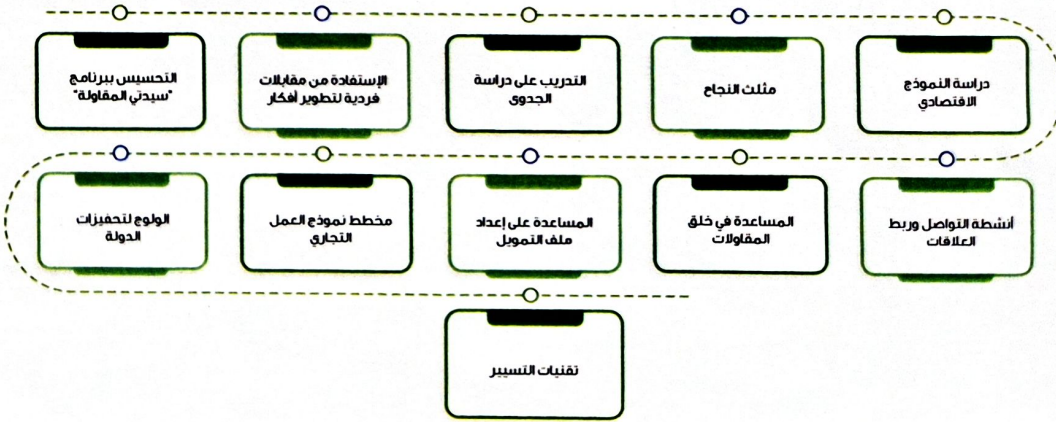 التحسيس ببرنامج
"سيدتي المقاولة"
الإستفادة من مقابلات
فردية لتطوير أفكار
التدريب على دراسة
الجدوى
مثلث النجاح
دراسة النموذج
الاقتصادي
أنشطة التواصل وربط
العلاقات
المساعدة في خلق
المقاولات
المساعدة على إعداد
ملف التمويل
مخطط نموذج العمل
التجاري
الولوج لتحفيزات
الدولة
تقنيات التسيير